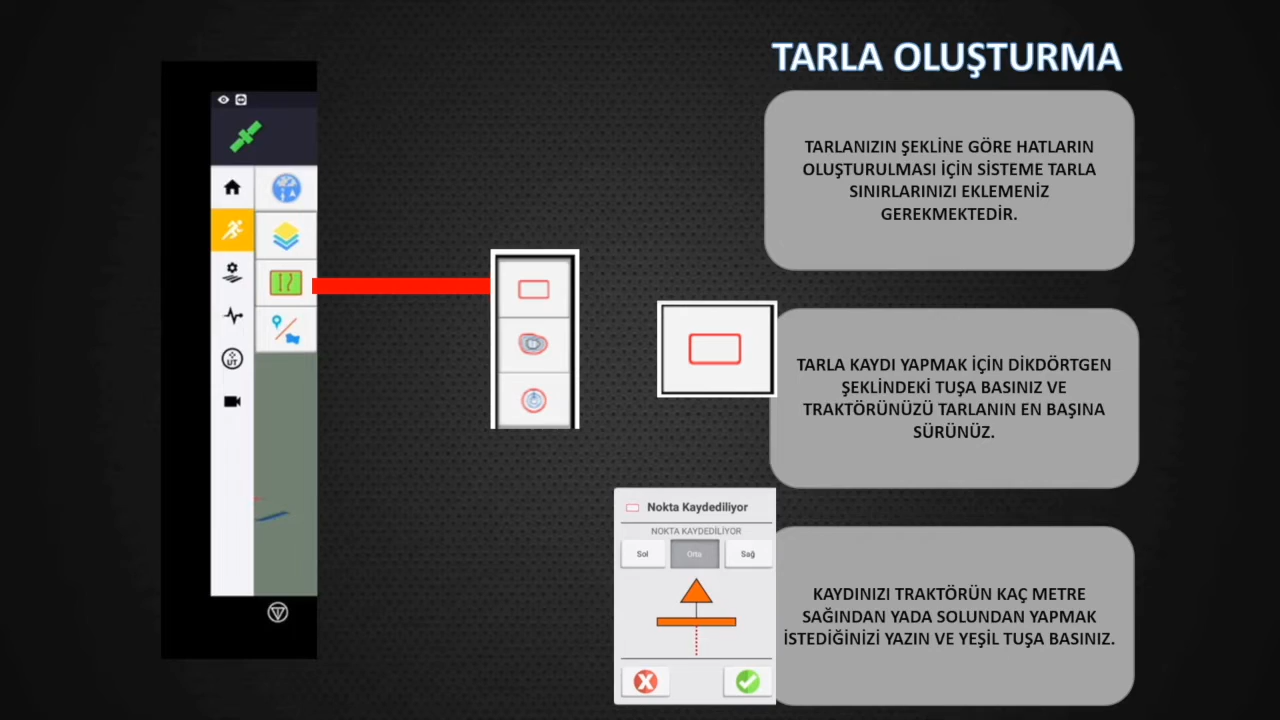 TARLA OLUŞTURMA
TARLANIZIN ŞEKLİNE GÖRE HATLARIN
OLUŞTURULMASI İÇİN SİSTEME TARLA
SINIRLARINIZI EKLEMENİZ
GEREKMEKTEDİR.
TARLA KAYDI YAPMAK İÇİN DİKDÖRTGEN
ŞEKLİNDEKİ TUŞA BASINIZ VE
TRAKTÖRÜNÜZÜ TARLANIN EN BAŞINA
SÜRÜNÜZ.
UT
Nokta Kaydediliyor
NOKTA KAYDEDİLİYOR
Sol Orta Sağ
KAYDINIZI TRAKTÖRÜN KAÇ METRE
SAĞINDAN YADA SOLUNDAN YAPMAK
İSTEDİĞİNİZİ YAZIN VE YEŞİL TUŞA BASINIZ.